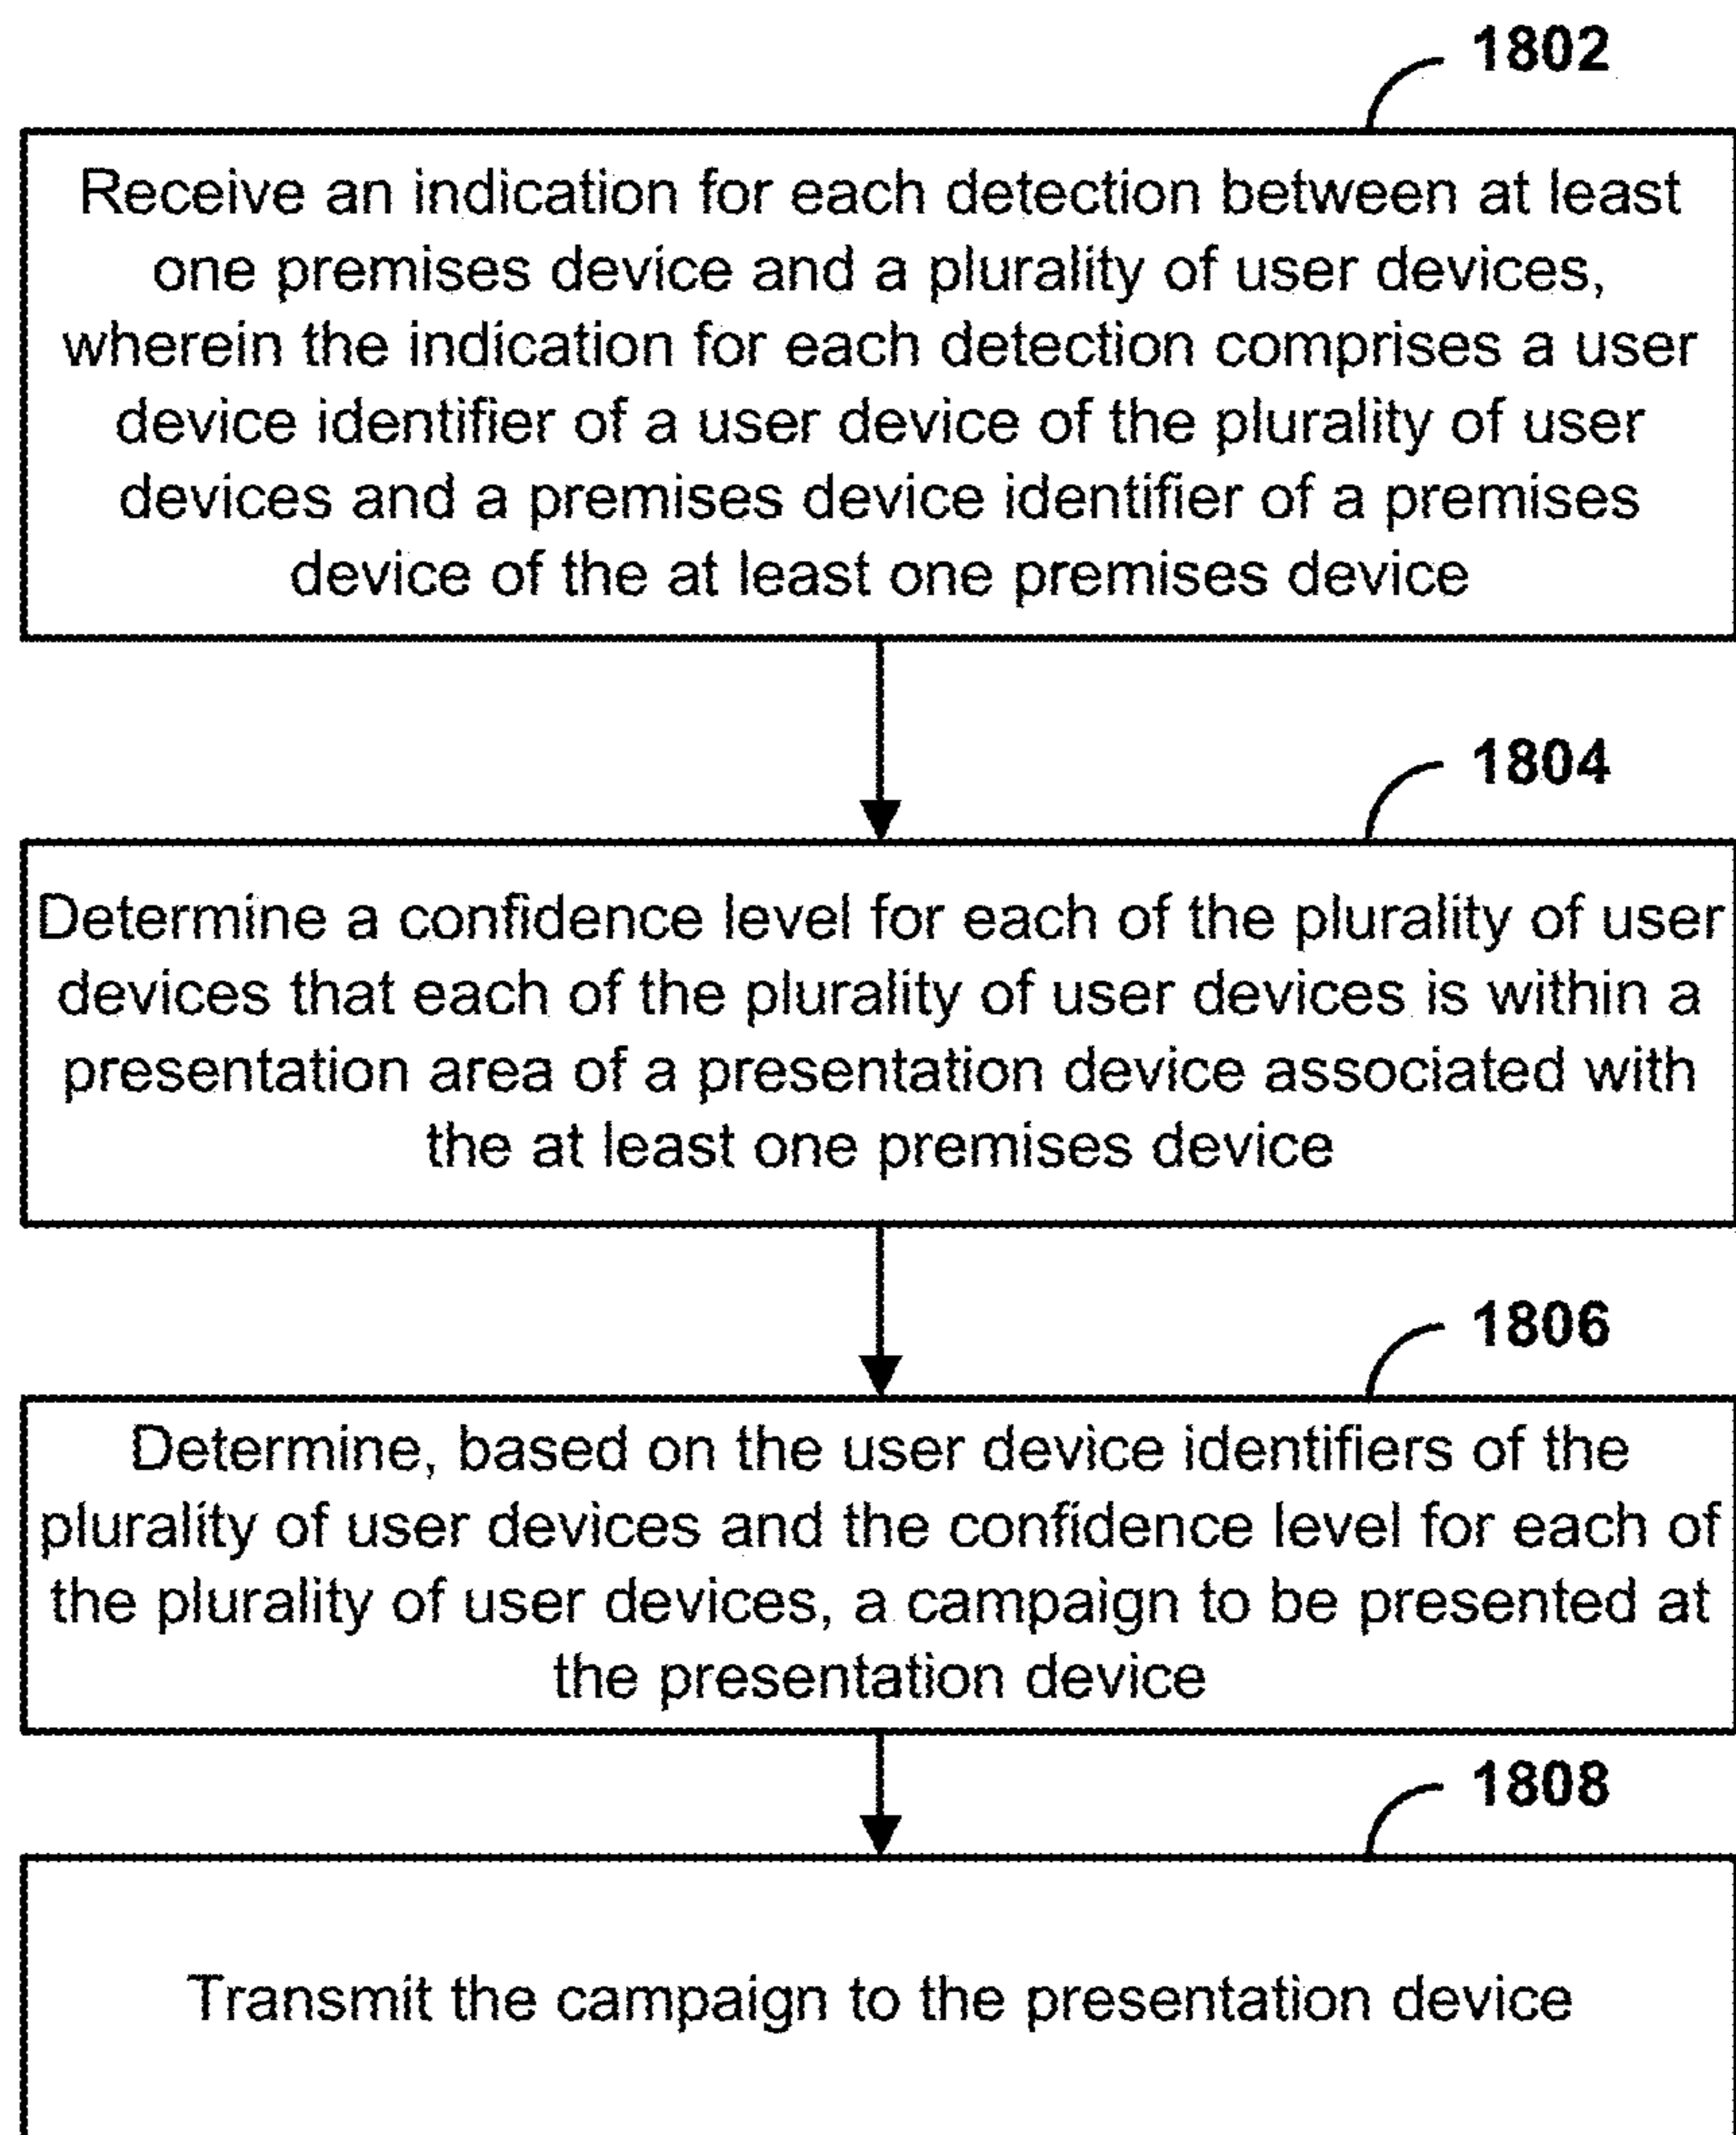 1802
Receive an indication for each detection between at least
one premises device and a plurality of user devices,
wherein the indication for each detection comprises a user
device identifier of a user device of the plurality of user
devices and a premises device identifier of a premises
device of the at least one premises device
1804
Determine a confidence level for each of the plurality of user
devices that each of the plurality of user devices is within a
presentation area of a presentation device associated with
the at least one premises device
1806
Determine, based on the user device identifiers of the
plurality of user devices and the confidence level for each of
the plurality of user devices, a campaign to be presented at
the presentation device
1808
Transmit the campaign to the presentation device